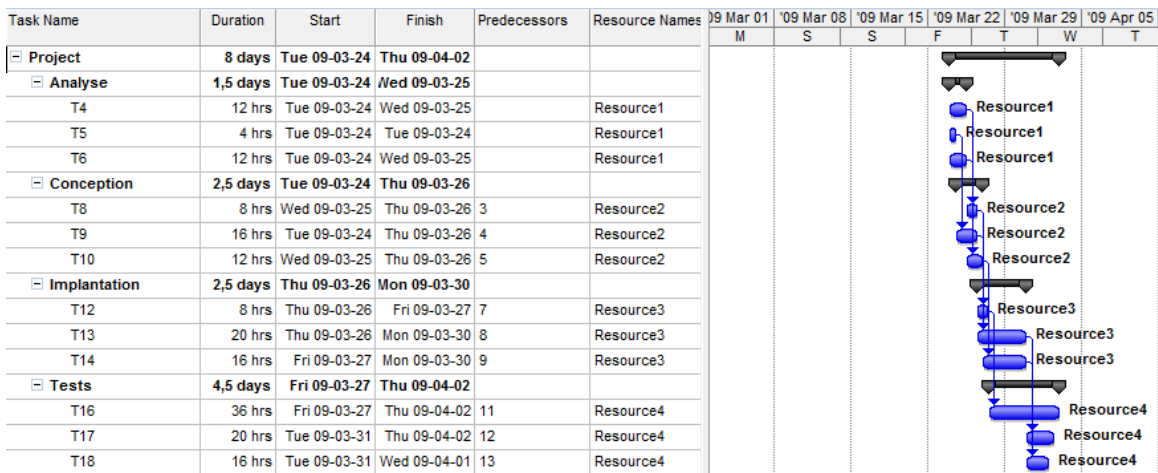 Task Name Duration Start Finish Predecessors Resource Names 09 Mar 01 '09 Mar 08 '09 Mar 15 '09 Mar 22 '09 Mar 29 '09 Apr 05
M S S F T W T
Project 8 days Tue 09-03-24 Thu 09-04-02
Analyse 1,5 days Tue 09-03-24 Wed 09-03-25
T4 12 hrs Tue 09-03-24 Wed 09-03-25 Resource1 Resource1
T5 4 hrs Tue 09-03-24 Tue 09-03-24 Resource1 Resource1
T6 12 hrs Tue 09-03-24 Wed 09-03-25 Resource1 Resource1
Conception 2,5 days Tue 09-03-24 Thu 09-03-26
T8 8 hrs Wed 09-03-25 Thu 09-03-26 3 Resource2 Resource2
T9 16 hrs Tue 09-03-24 Thu 09-03-26 4 Resource2 Resource2
T10 12 hrs Wed 09-03-25 Thu 09-03-26 5 Resource2 Resource2
Implantation 2,5 days Thu 09-03-26 Mon 09-03-30
T12 8 hrs Thu 09-03-26 Fri 09-03-27 7 Resource3 Resource3
T13 20 hrs Thu 09-03-26 Mon 09-03-30 8 Resource3 Resource3
T14 16 hrs Fri 09-03-27 Mon 09-03-30 9 Resource3 Resource3
Tests 4,5 days Fri 09-03-27 Thu 09-04-02
T16 36 hrs Fri 09-03-27 Thu 09-04-02 11 Resource4 Resource4
T17 20 hrs Tue 09-03-31 Thu 09-04-02 12 Resource4 Resource4
T18 16 hrs Tue 09-03-31 Wed 09-04-01 13 Resource4 Resource4